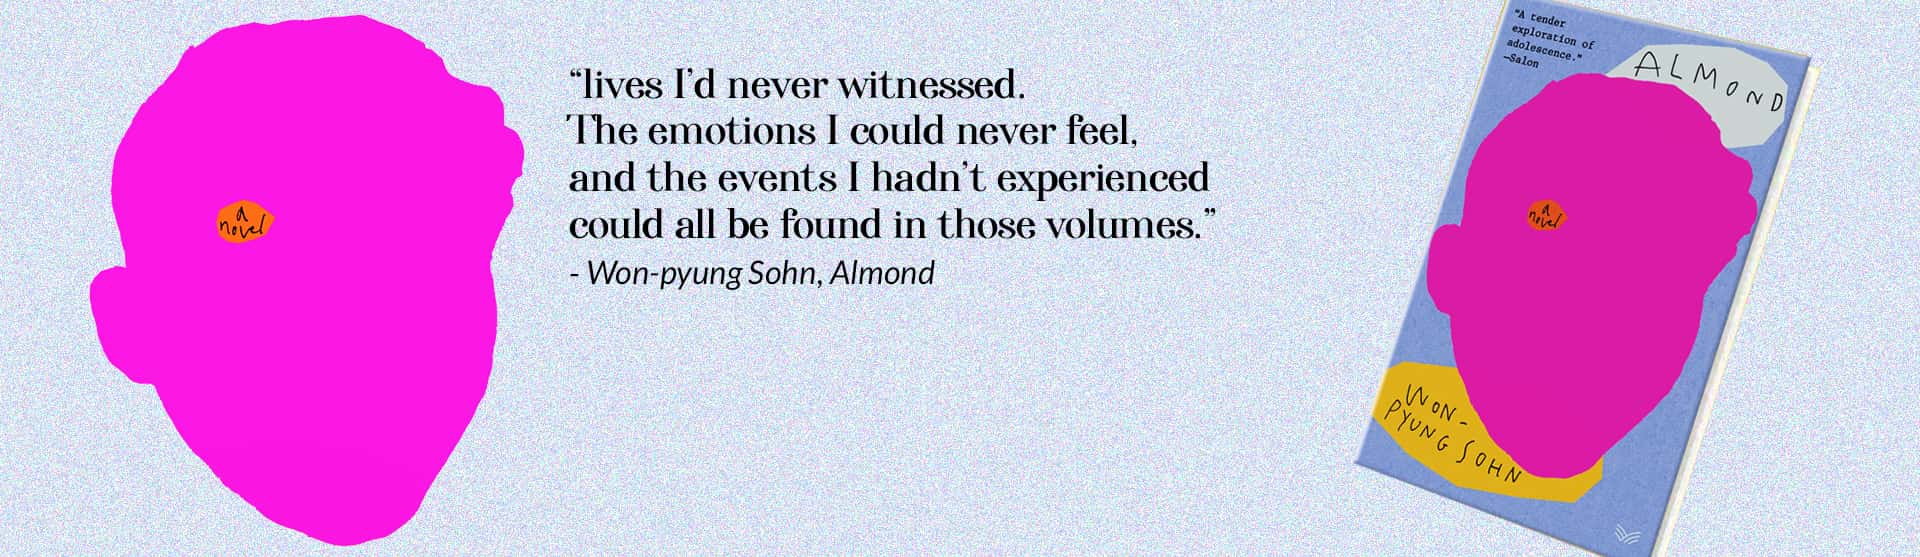 a
novel
“lives I’d never witnessed.
The emotions I could never feel,
and the events I hadn’t experienced
could all be found in those volumes.”
- Won-pyung Sohn, Almond
"A tender
exploration of
adolescence."
—Salon
ALMOND
a
novel
WON-
PYUNG SOHN